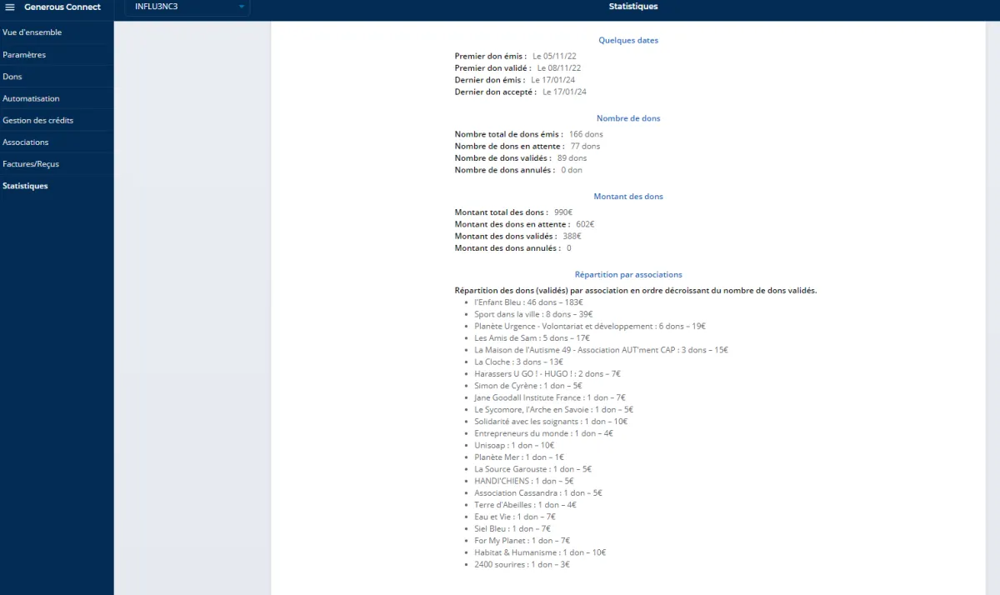 Generous Connect
INFLU3NC3
Statistiques
Vue d'ensemble
Paramètres
Dons
Automatisation
Gestion des crédits
Associations
Factures/Reçus
Statistiques
Quelques dates
Premier don émis : Le 05/11/22
Premier don validé : Le 08/11/22
Dernier don émis : Le 17/01/24
Dernier don accepté : Le 17/01/24
Nombre de dons
Nombre total de dons émis : 166 dons
Nombre de dons en attente : 77 dons
Nombre de dons validés : 89 dons
Nombre de dons annulés : 0 don
Montant des dons
Montant total des dons : 990€
Montant des dons en attente : 602€
Montant des dons validés : 388€
Montant des dons annulés : 0
Répartition par associations
Répartition des dons (validés) par association en ordre décroissant du nombre de dons validés.
• l'Enfant Bleu : 46 dons – 183€
• Sport dans la ville : 8 dons – 39€
• Planète Urgence - Volontariat et développement : 6 dons – 19€
• Les Amis de Sam : 5 dons – 17€
• La Maison de l'Autisme 49 - Association AUT'ment CAP : 3 dons – 15€
• La Cloche : 3 dons – 13€
• Harassers U GO ! - HUGO ! : 2 dons – 7€
• Simon de Cyrène : 1 don – 5€
• Jane Goodall Institute France : 1 don – 7€
• Le Sycomore, l'Arche en Savoie : 1 don – 5€
• Solidarité avec les soignants : 1 don – 10€
• Entrepreneurs du monde : 1 don – 4€
• Unisoap : 1 don – 10€
• Planète Mer : 1 don – 1€
• La Source Garouste : 1 don – 5€
• HANDI'CHIENS : 1 don – 5€
• Association Cassandra : 1 don – 5€
• Terre d'Abeilles : 1 don – 4€
• Eau et Vie : 1 don – 7€
• Siel Bleu : 1 don – 7€
• For My Planet : 1 don – 7€
• Habitat & Humanisme : 1 don – 10€
• 2400 sourires : 1 don – 3€